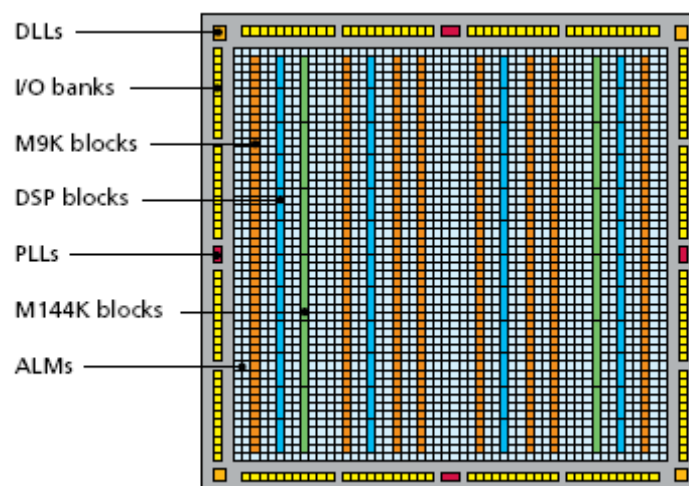 DLLs
I/O banks
M9K blocks
DSP blocks
PLLs
M144K blocks
ALMs